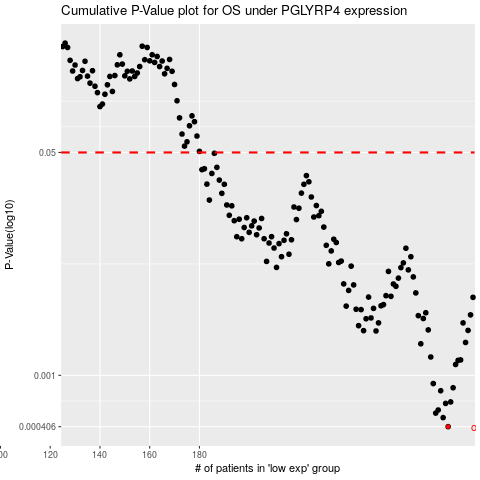 Cumulative P-Value plot for OS under PGLYRP4 expression
P-Value(log10)
0.05
0.001
0.000406
00 120 140 160 180
# of patients in 'low exp' group